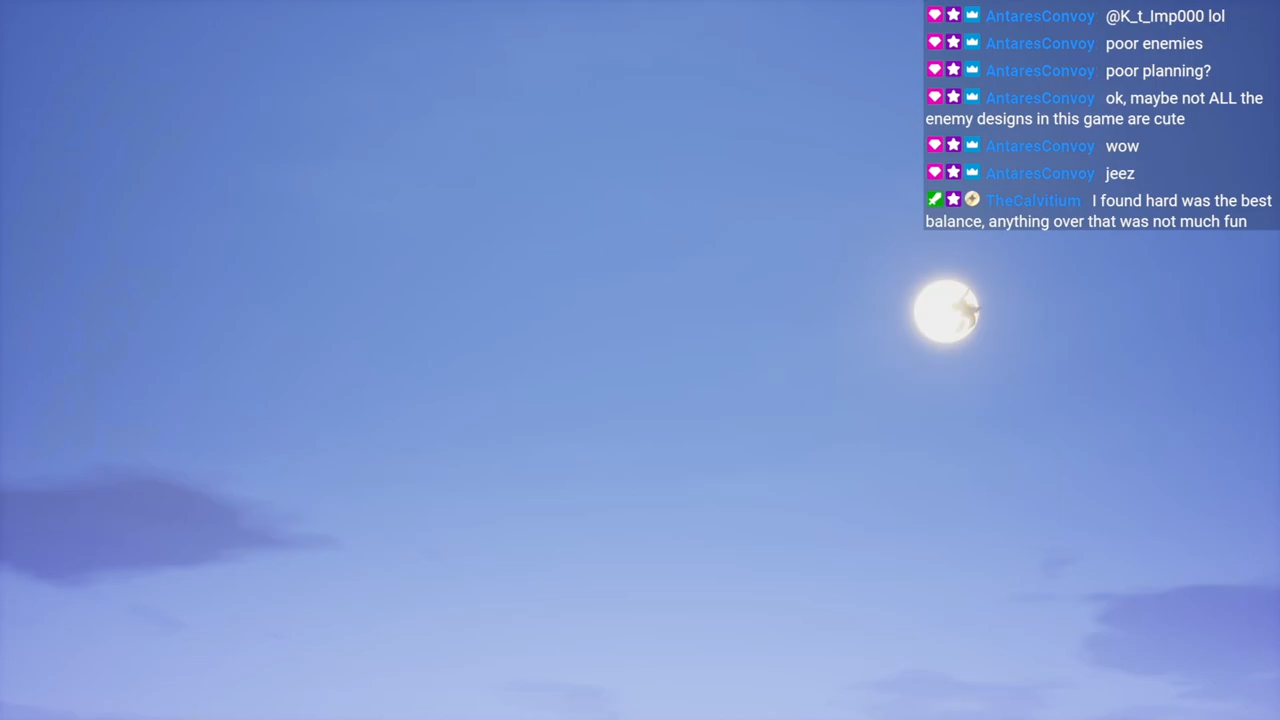 AntaresConvoy: @K_t_Imp000 lol
AntaresConvoy: poor enemies
AntaresConvoy: poor planning?
AntaresConvoy: ok, maybe not ALL the
enemy designs in this game are cute
AntaresConvoy: wow
AntaresConvoy: jeez
TheCalvitium: I found hard was the best
balance, anything over that was not much fun